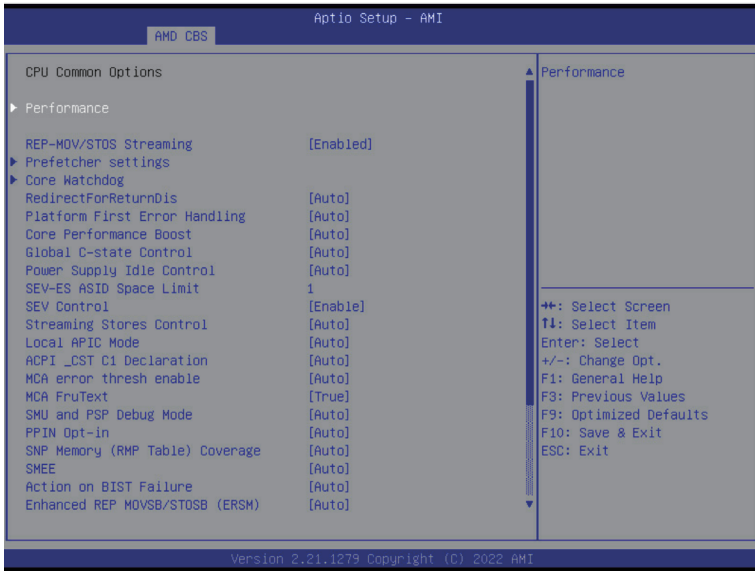 Aptio Setup – AMI
AMD CBS
CPU Common Options
Performance
REP-MOV/STOS Streaming [Enabled]
Prefetcher settings
Core Watchdog
RedirectForReturnDis [Auto]
Platform First Error Handling [Auto]
Core Performance Boost [Auto]
Global C-state Control [Auto]
Power Supply Idle Control [Auto]
SEV-ES ASID Space Limit 1
SEV Control [Enable]
Streaming Stores Control [Auto]
Local APIC Mode [Auto]
ACPI _CST C1 Declaration [Auto]
MCA error thresh enable [Auto]
MCA FruText [True]
SMU and PSP Debug Mode [Auto]
PPIN Opt-in [Auto]
SNP Memory (RMP Table) Coverage [Auto]
SMEE [Auto]
Action on BIST Failure [Auto]
Enhanced REP MOVSB/STOSB (ERSM) [Auto]
Performance
→←: Select Screen
↑↓: Select Item
Enter: Select
+/-: Change Opt.
F1: General Help
F3: Previous Values
F9: Optimized Defaults
F10: Save & Exit
ESC: Exit
Version 2.21.1279 Copyright (C) 2022 AMI